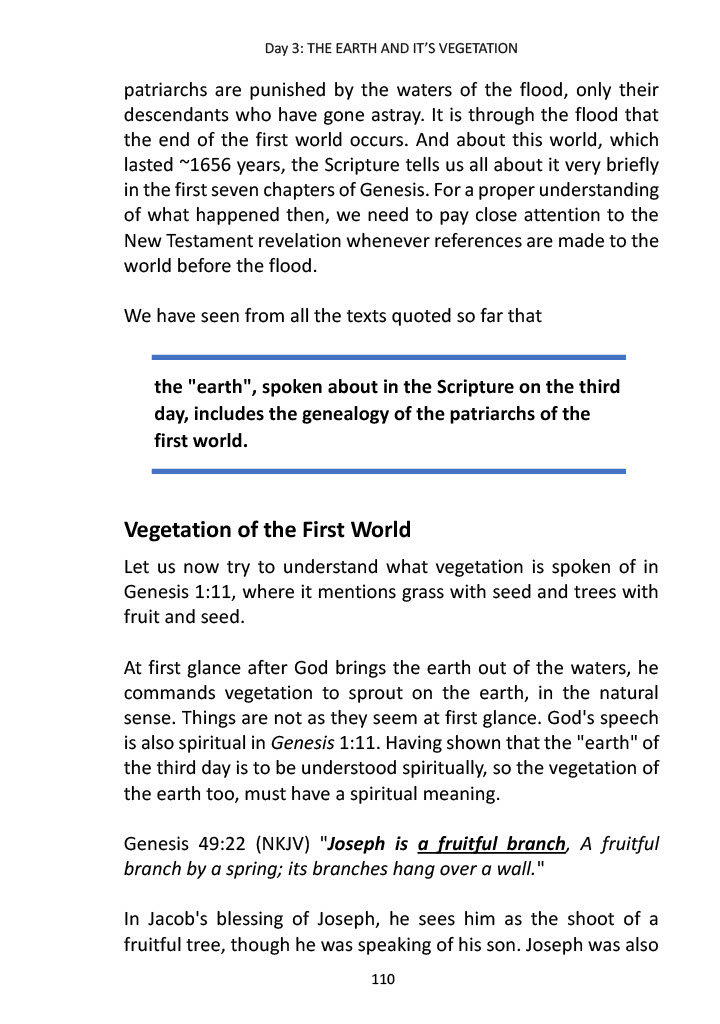 Day 3: THE EARTH AND IT'S VEGETATION
patriarchs are punished by the waters of the flood, only their
descendants who have gone astray. It is through the flood that
the end of the first world occurs. And about this world, which
lasted ~1656 years, the Scripture tells us all about it very briefly
in the first seven chapters of Genesis. For a proper understanding
of what happened then, we need to pay close attention to the
New Testament revelation whenever references are made to the
world before the flood.
We have seen from all the texts quoted so far that
the "earth", spoken about in the Scripture on the third
day, includes the genealogy of the patriarchs of the
first world.
Vegetation of the First World
Let us now try to understand what vegetation is spoken of in
Genesis 1:11, where it mentions grass with seed and trees with
fruit and seed.
At first glance after God brings the earth out of the waters, he
commands vegetation to sprout on the earth, in the natural
sense. Things are not as they seem at first glance. God's speech
is also spiritual in Genesis 1:11. Having shown that the "earth" of
the third day is to be understood spiritually, so the vegetation of
the earth too, must have a spiritual meaning.
Genesis 49:22 (NKJV) "Joseph is a fruitful branch, A fruitful
branch by a spring; its branches hang over a wall."
In Jacob's blessing of Joseph, he sees him as the shoot of a
fruitful tree, though he was speaking of his son. Joseph was also
110